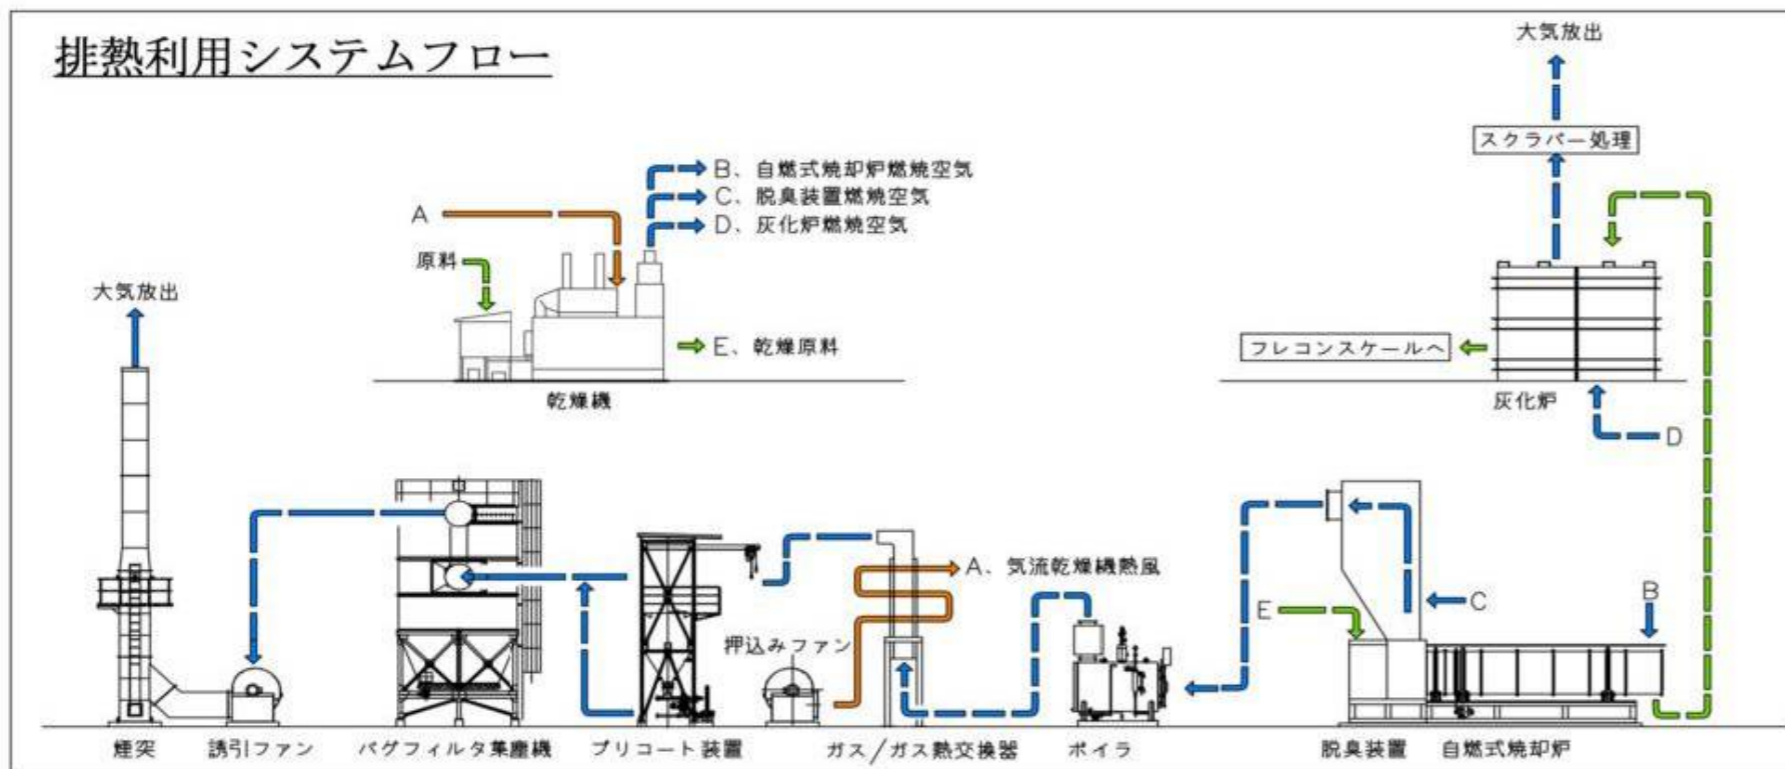 排熱利用システムフロー
大気放出
スクラバー処理
B、自燃式焼却炉燃焼空気
C、脱臭装置燃焼空気
D、灰化炉燃焼空気
A
原料
大気放出
E、乾燥原料
フレコンスケールへ
乾燥機
灰化炉
D
A、気流乾燥機熱風
B
C
E
押込みファン
煙突
誘引ファン
バグフィルタ集塵機
プリコート装置
ガス/ガス熱交換器
ボイラ
脱臭装置
自燃式焼却炉